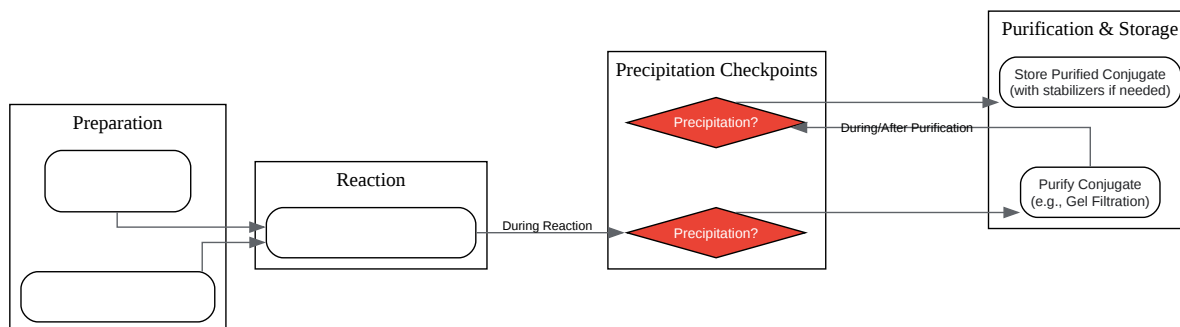 Preparation
Reaction
During Reaction
Precipitation Checkpoints
Precipitation?
Precipitation?
During/After Purification
Purification & Storage
Store Purified Conjugate
(with stabilizers if needed)
Purify Conjugate
(e.g., Gel Filtration)